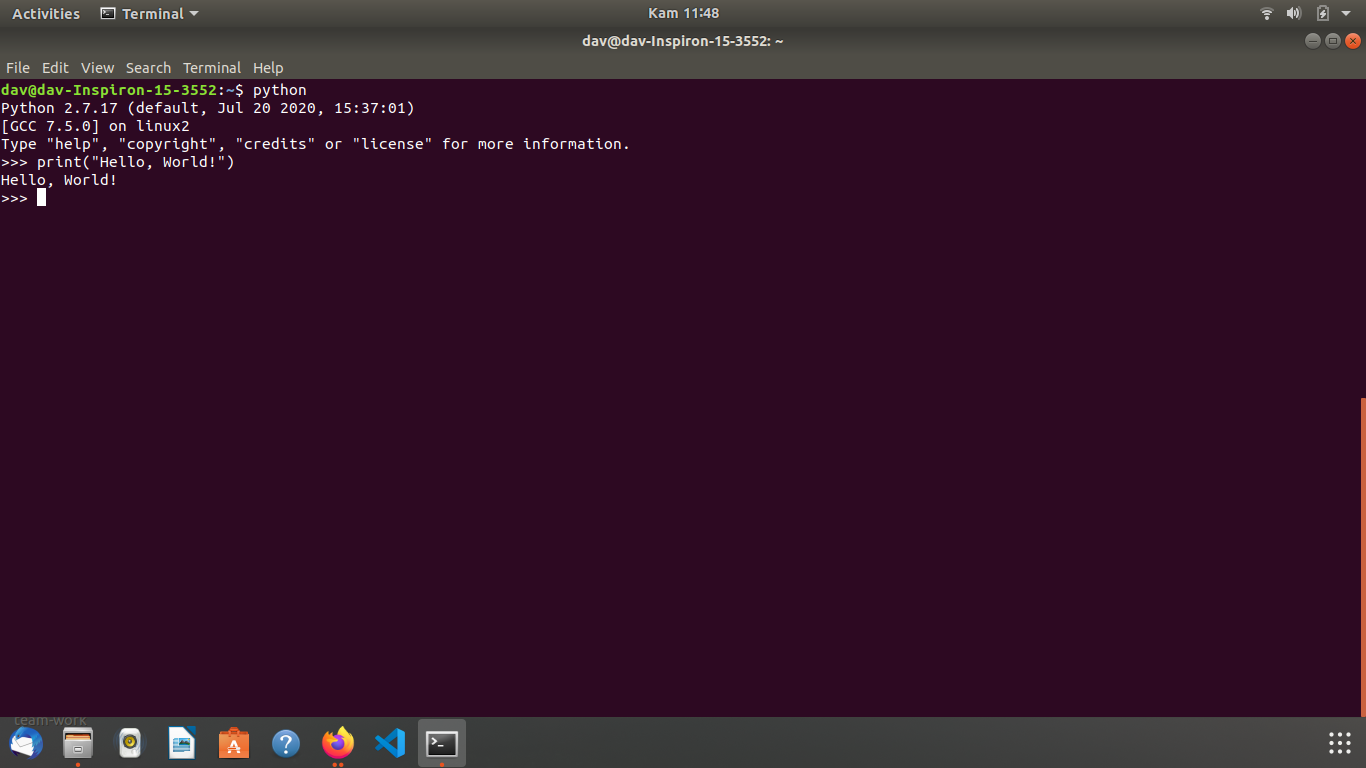 Activities Terminal Kam 11:48
dav@dav-Inspiron-15-3552: ~
File Edit View Search Terminal Help
dav@dav-Inspiron-15-3552:~$ python
Python 2.7.17 (default, Jul 20 2020, 15:37:01)
[GCC 7.5.0] on linux2
Type "help", "copyright", "credits" or "license" for more information.
>>> print("Hello, World!")
Hello, World!
>>>
team-work